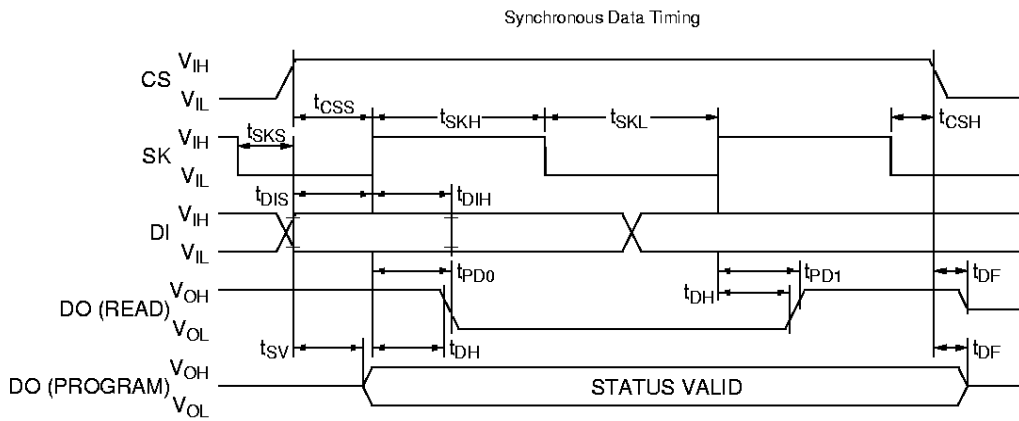 Synchronous Data Timing
CS VIH
VIL
tCSS
tSKH
tSKL
tCSH
SK VIH
VIL
tSKS
tDIS
tDIH
DI VIH
VIL
tPD0
tPD1
tDF
DO (READ) VOH
VOL
tDH
tSV
tDH
tDF
DO (PROGRAM) VOH
VOL
STATUS VALID